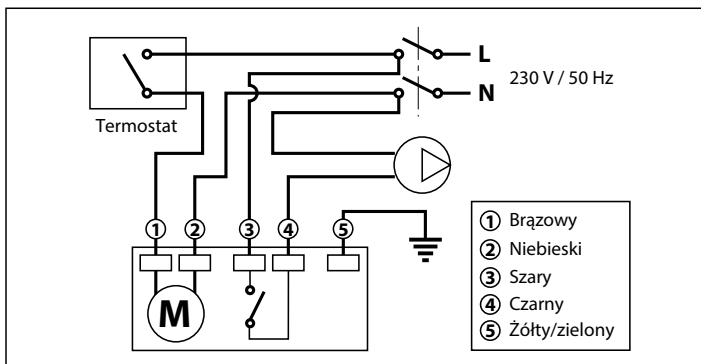 L
230 V / 50 Hz
N
Termostat
1 2 3 4 5
M
1 Brązowy
2 Niebieski
3 Szary
4 Czarny
5 Żółty/zielony